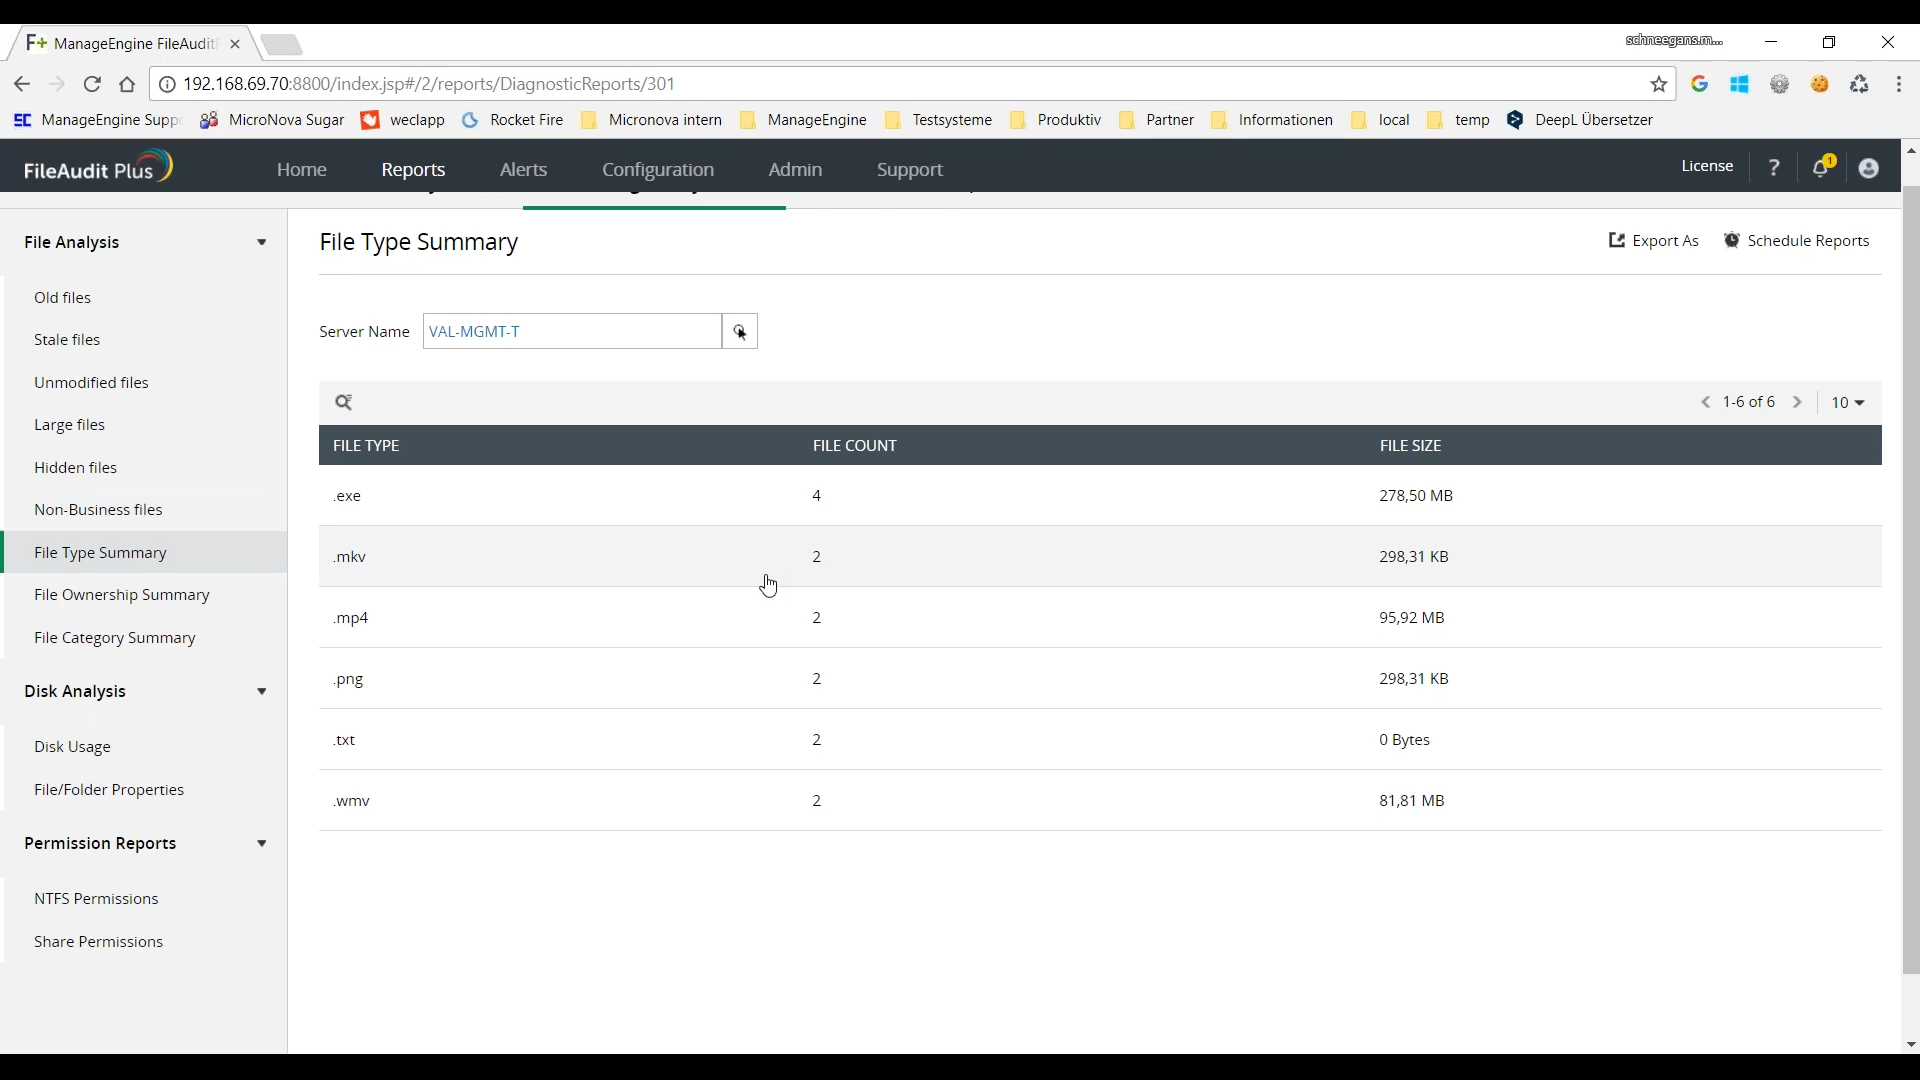 F+ ManageEngine FileAudit
schneegans.m...
192.168.69.70:8800/index.jsp#/2/reports/DiagnosticReports/301
ManageEngine Supp MicroNova Sugar weclapp Rocket Fire Micronova intern ManageEngine Testsysteme Produktiv Partner Informationen local temp DeepL Übersetzer
FileAudit Plus Home Reports Alerts Configuration Admin Support License ? 1
File Analysis
Old files
Stale files
Unmodified files
Large files
Hidden files
Non-Business files
File Type Summary
File Ownership Summary
File Category Summary
Disk Analysis
Disk Usage
File/Folder Properties
Permission Reports
NTFS Permissions
Share Permissions
File Type Summary
Export As Schedule Reports
Server Name VAL-MGMT-T
1-6 of 6 10
FILE TYPE FILE COUNT FILE SIZE
.exe 4 278,50 MB
.mkv 2 298,31 KB
.mp4 2 95,92 MB
.png 2 298,31 KB
.txt 2 0 Bytes
.wmv 2 81,81 MB